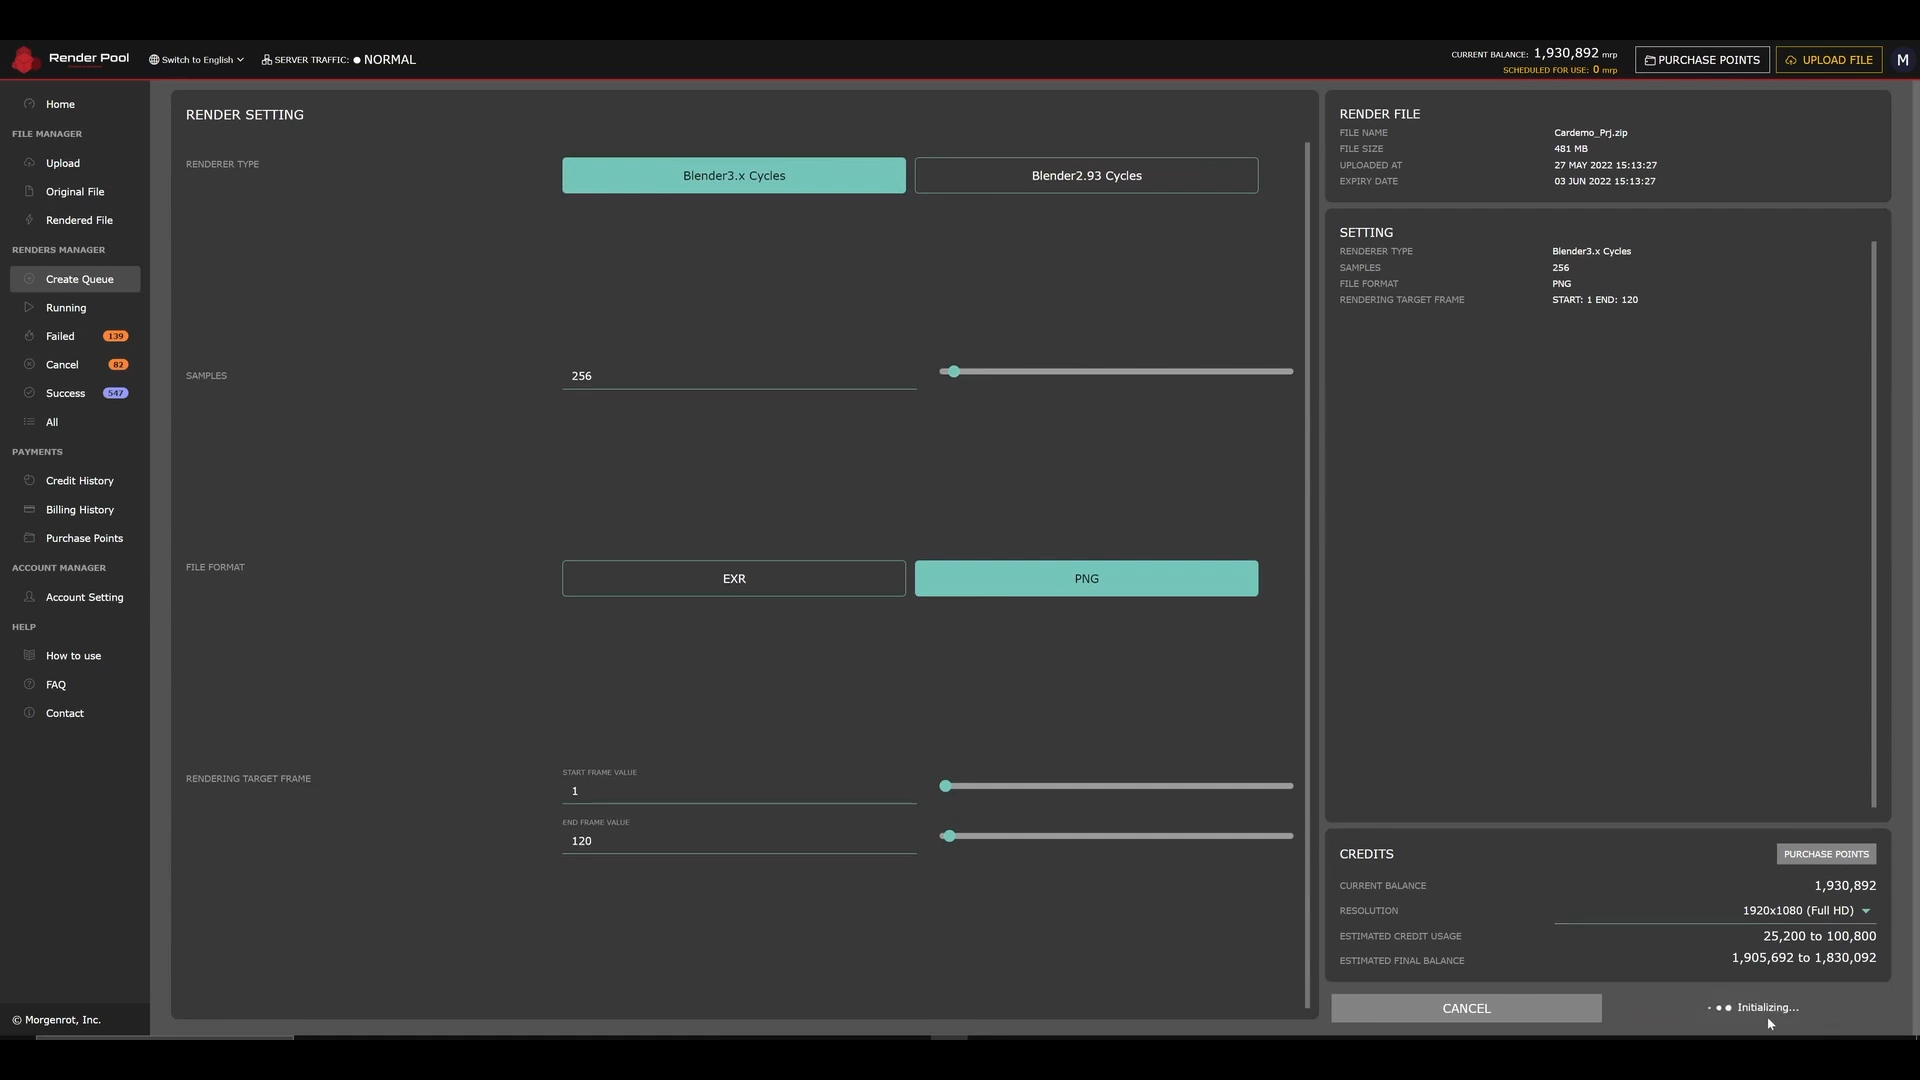 Render Pool
Switch to English
SERVER TRAFFIC: NORMAL
CURRENT BALANCE: 1,930,892 mrp
SCHEDULED FOR USE: 0 mrp
PURCHASE POINTS
UPLOAD FILE
M
Home
FILE MANAGER
Upload
Original File
Rendered File
RENDERS MANAGER
Create Queue
Running
Failed 139
Cancel 82
Success 547
All
PAYMENTS
Credit History
Billing History
Purchase Points
ACCOUNT MANAGER
Account Setting
HELP
How to use
FAQ
Contact
© Morgenrot, Inc.
RENDER SETTING
RENDERER TYPE
Blender3.x Cycles
Blender2.93 Cycles
SAMPLES
256
FILE FORMAT
EXR
PNG
RENDERING TARGET FRAME
START FRAME VALUE
1
END FRAME VALUE
120
RENDER FILE
FILE NAME Cardemo_Prj.zip
FILE SIZE 481 MB
UPLOADED AT 27 MAY 2022 15:13:27
EXPIRY DATE 03 JUN 2022 15:13:27
SETTING
RENDERER TYPE Blender3.x Cycles
SAMPLES 256
FILE FORMAT PNG
RENDERING TARGET FRAME START: 1 END: 120
CREDITS
PURCHASE POINTS
CURRENT BALANCE 1,930,892
RESOLUTION 1920x1080 (Full HD)
ESTIMATED CREDIT USAGE 25,200 to 100,800
ESTIMATED FINAL BALANCE 1,905,692 to 1,830,092
CANCEL
Initializing...